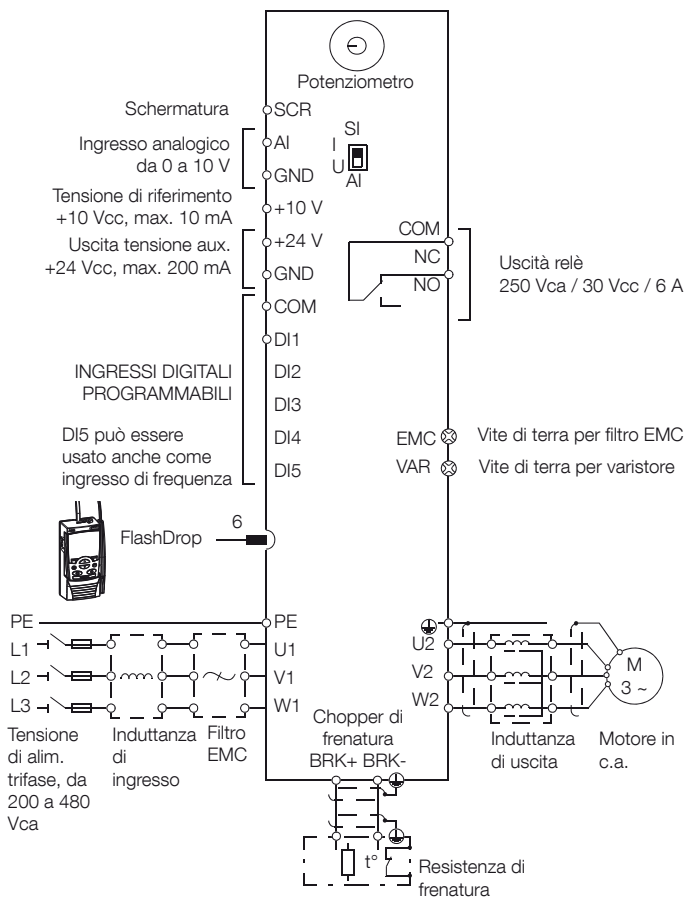 Potenziometro
Schermatura
SCR
Ingresso analogico
da 0 a 10 V
AI
GND
SI
I
U
AI
Tensione di riferimento
+10 Vcc, max. 10 mA
+10 V
Uscita tensione aux.
+24 Vcc, max. 200 mA
+24 V
GND
COM
NC
NO
Uscità relè
250 Vca / 30 Vcc / 6 A
COM
DI1
INGRESSI DIGITALI
PROGRAMMABILI
DI2
DI3
DI5 può essere
usato anche come
ingresso di frequenza
DI4
DI5
EMC
Vite di terra per filtro EMC
VAR
Vite di terra per varistore
FlashDrop
6
PE
PE
L1
U1
L2
V1
L3
W1
U2
V2
W2
M
3 ~
Tensione
di alim.
trifase, da
200 a 480
Vca
Induttanza
di
ingresso
Filtro
EMC
Chopper di
frenatura
BRK+ BRK-
Induttanza
di uscita
Motore in
c.a.
t°
Resistenza di
frenatura